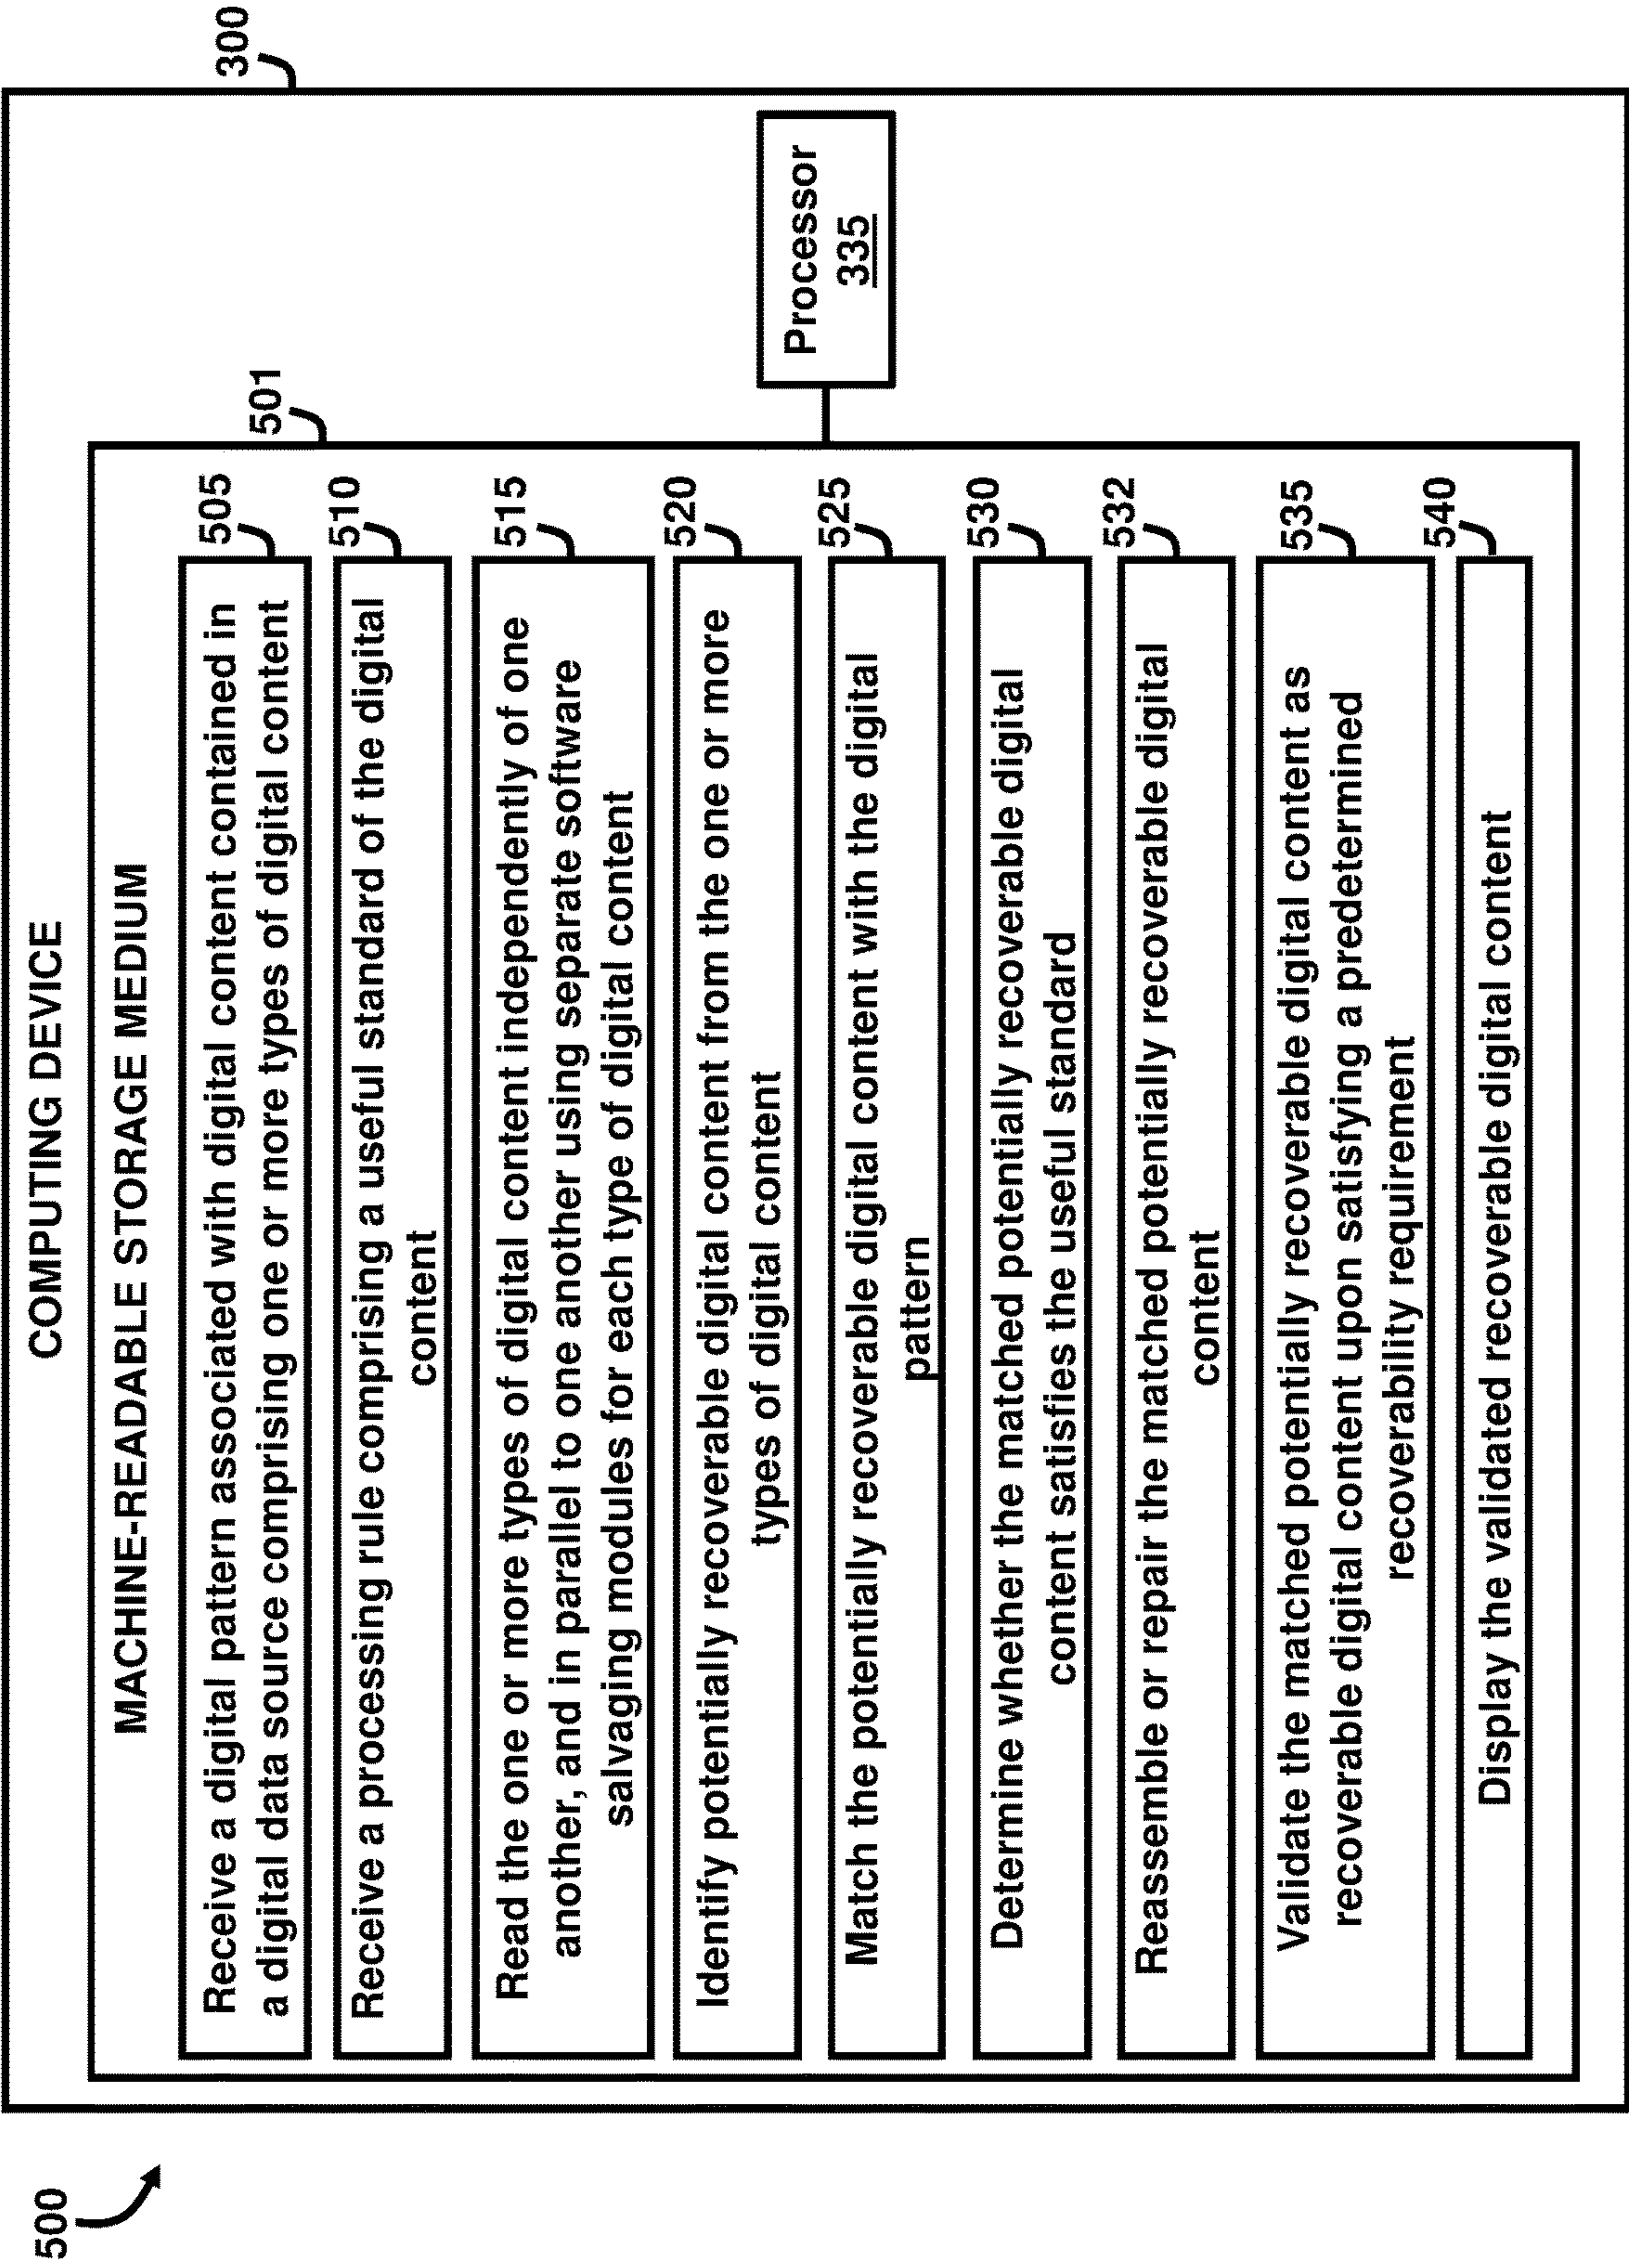 500
COMPUTING DEVICE
300
MACHINE-READABLE STORAGE MEDIUM
501
Receive a digital pattern associated with digital content contained in
a digital data source comprising one or more types of digital content
505
Receive a processing rule comprising a useful standard of the digital
content
510
Read the one or more types of digital content independently of one
another, and in parallel to one another using separate software
salvaging modules for each type of digital content
515
Identify potentially recoverable digital content from the one or more
types of digital content
520
Match the potentially recoverable digital content with the digital
pattern
525
Determine whether the matched potentially recoverable digital
content satisfies the useful standard
530
Reassemble or repair the matched potentially recoverable digital
content
532
Validate the matched potentially recoverable digital content as
recoverable digital content upon satisfying a predetermined
recoverability requirement
535
Display the validated recoverable digital content
540
Processor
335